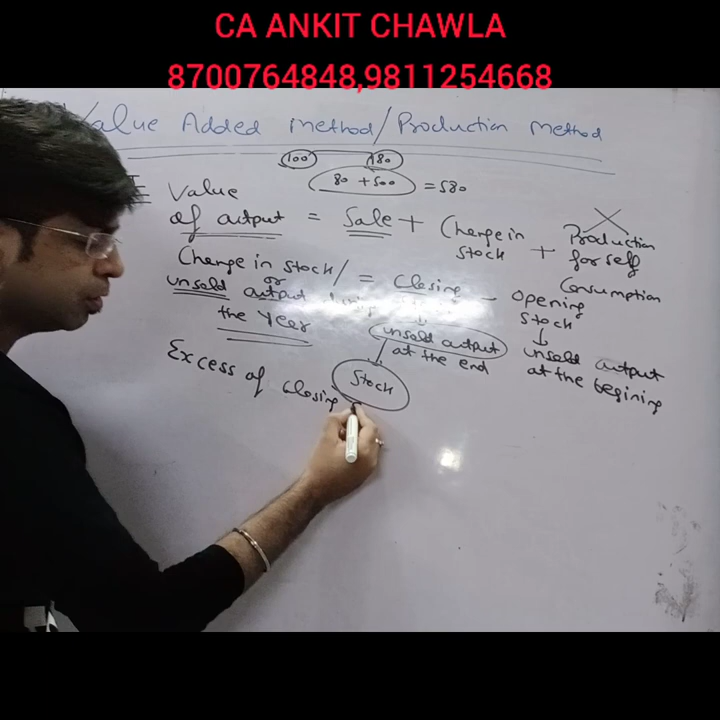 CA ANKIT CHAWLA
8700764848,9811254668
Value Added Method/Production Method
100 180
80 + 500 = 580
Value
of output = Sale + Change in stock + Production for self Consumption
Change in stock/ = Closing - opening stock
or
unsold output
the Year
unsold output at the end
unsold output at the begining
Stock
Excess of closing